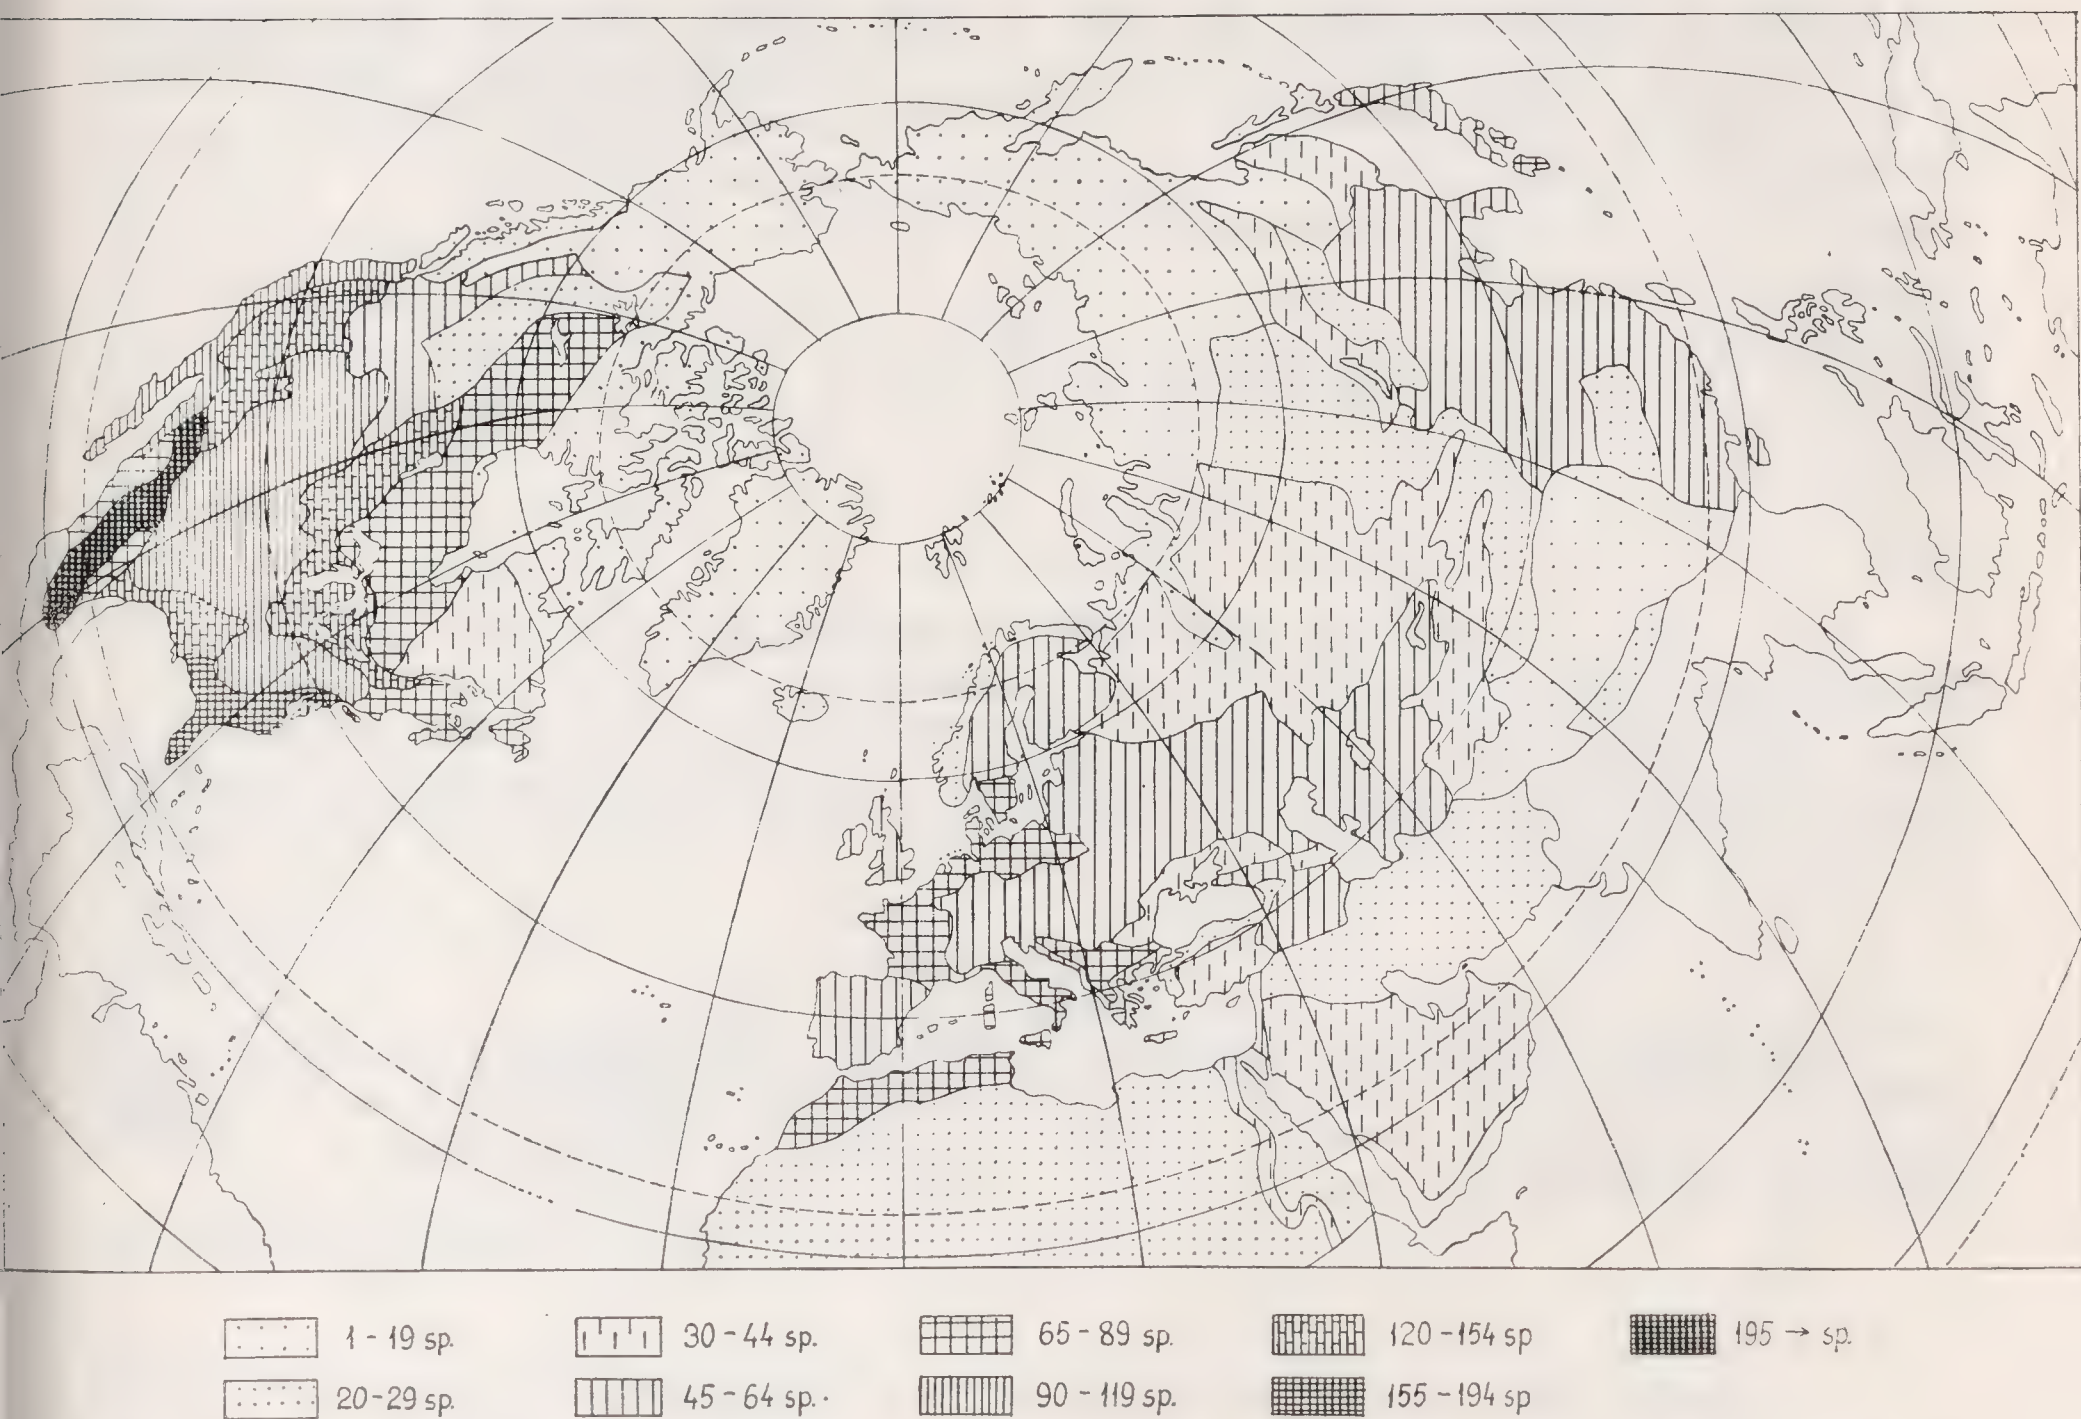 1-19 sp.
30-44 sp.
65-89 sp.
120-154 sp
195 → sp.
20-29 sp.
45-64 sp.
90-119 sp.
155-194 sp